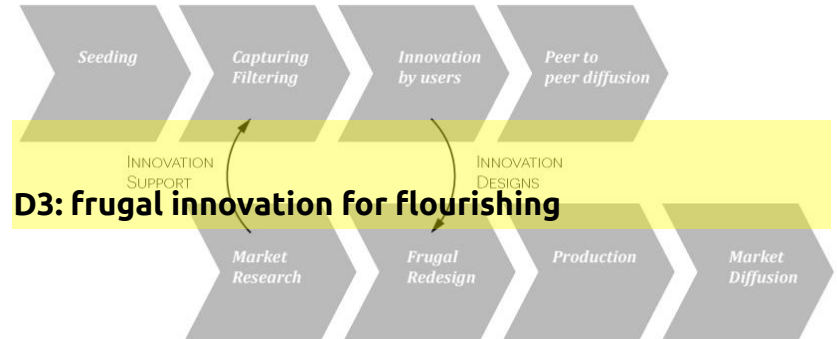 Seeding
Capturing
Filtering
Innovation
by users
Peer to
peer diffusion
INNOVATION
SUPPORT
INNOVATION
DESIGNS
D3: frugal innovation for flourishing
Market
Research
Frugal
Redesign
Production
Market
Diffusion